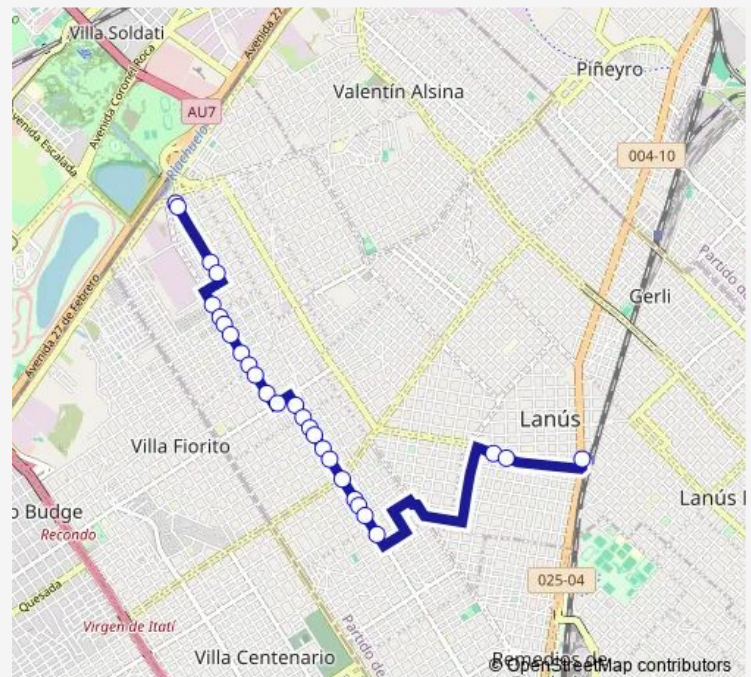 Villa Soldati
Avenida 27
Piñeyro
Valentín Alsina
Avenida Coronel Roca
AU7
Avenida Escalada
Riachuelo
004-10
Partido
Gerli
Avenida 27 de Febrero
Lanús
Villa Fiorito
Lanús
Budge
Recondo
025-04
Quesada
Virgen de Itatí
Partido de
Villa Centenario
Remedios de
© OpenStreetMap contributors